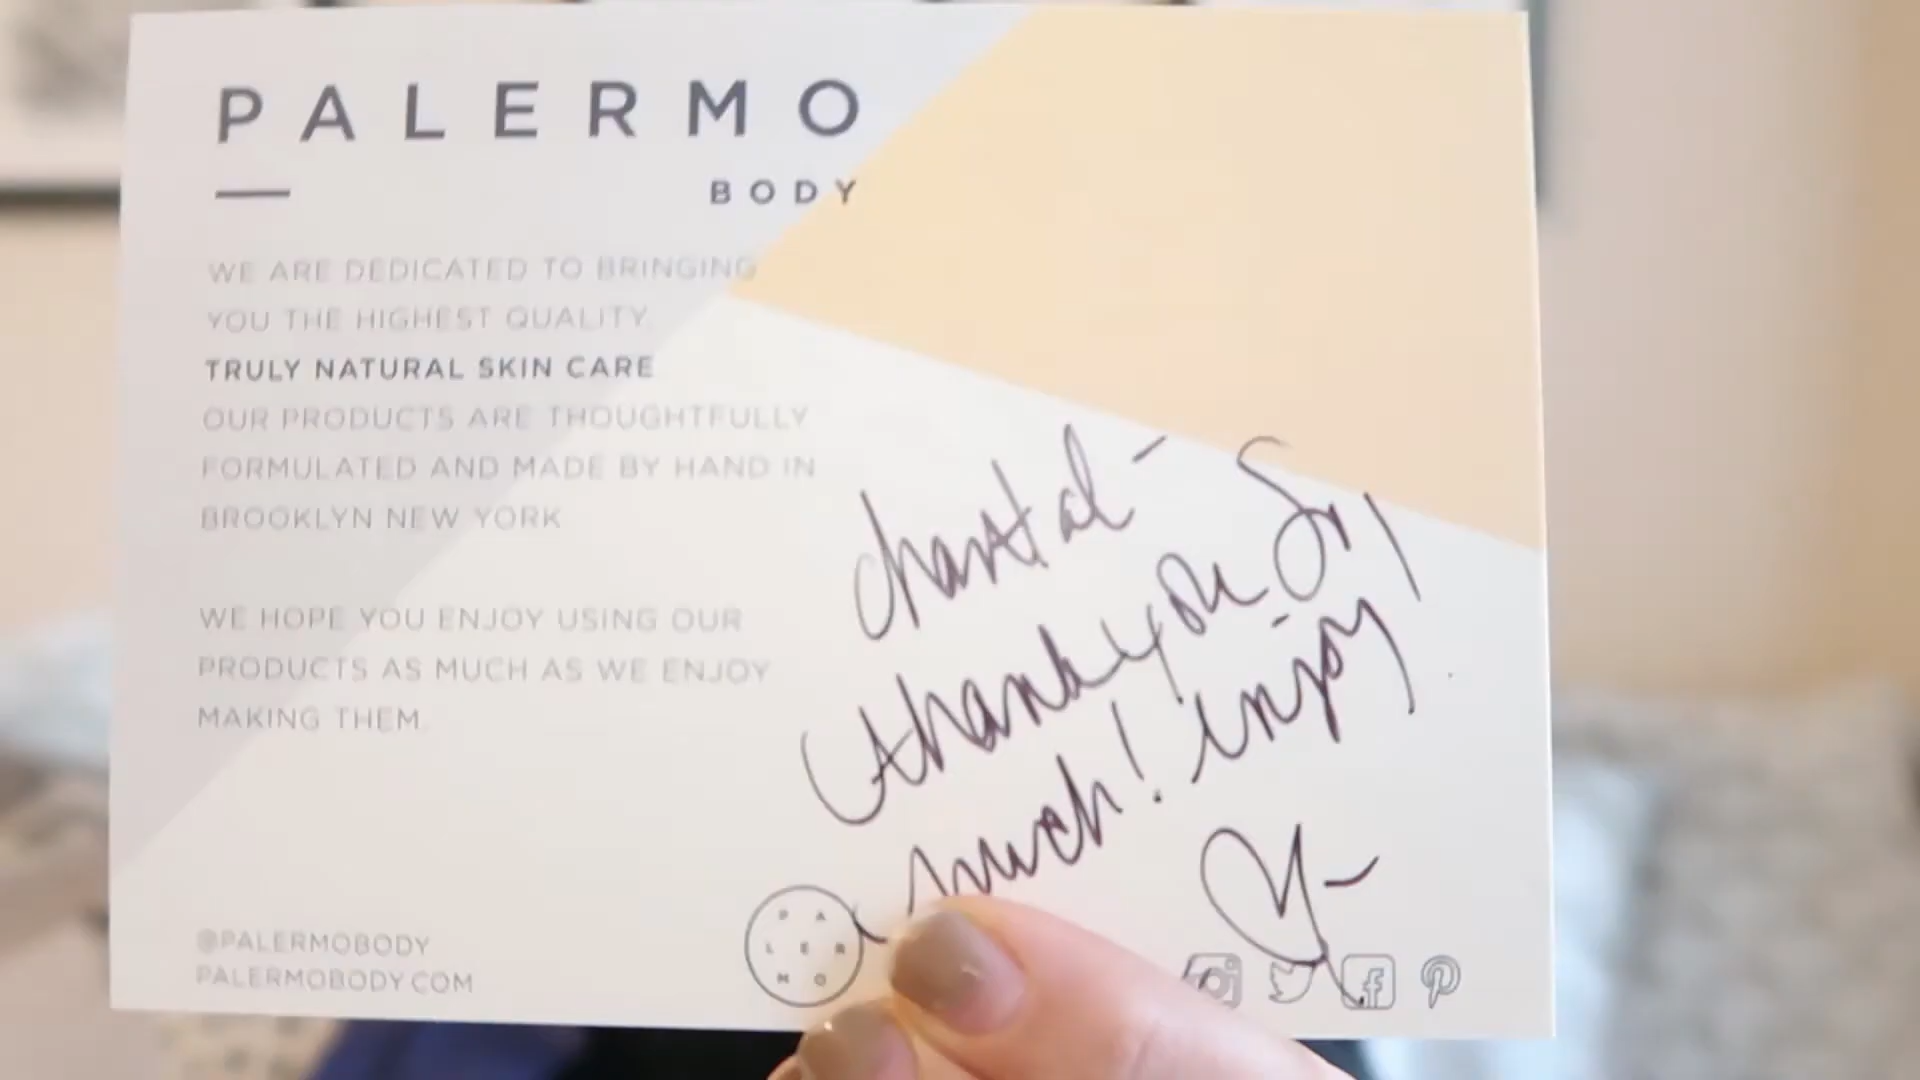 PALERMO
BODY
WE ARE DEDICATED TO BRINGING
YOU THE HIGHEST QUALITY,
TRULY NATURAL SKIN CARE
OUR PRODUCTS ARE THOUGHTFULLY
FORMULATED AND MADE BY HAND IN
BROOKLYN NEW YORK
WE HOPE YOU ENJOY USING OUR
PRODUCTS AS MUCH AS WE ENJOY
MAKING THEM.
@PALERMOBODY
PALERMOBODY.COM
PALERMO
Chantal -
thank you so
much! enjoy!